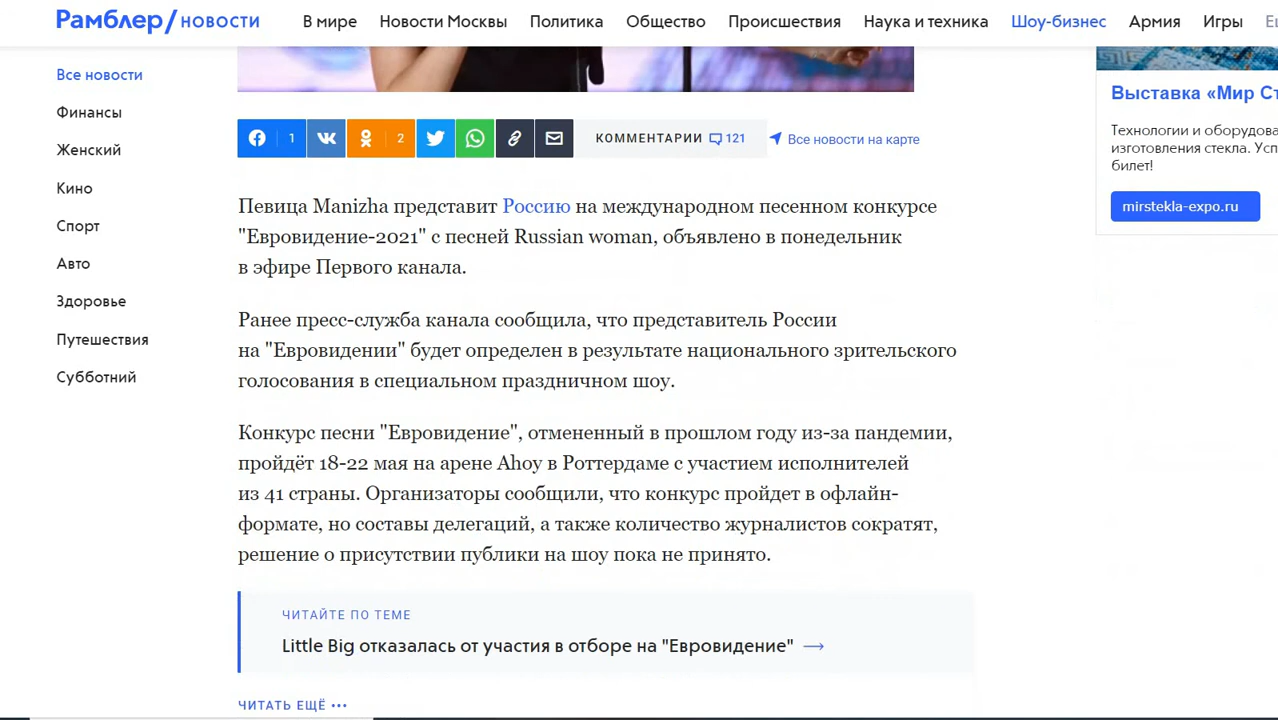 Рамблер/НОВОСТИ В мире Новости Москвы Политика Общество Происшествия Наука и техника Шоу-бизнес Армия Игры
Все новости
Финансы
Женский
Кино
Спорт
Авто
Здоровье
Путешествия
Субботний
1 2 КОММЕНТАРИИ 121 Все новости на карте
Певица Manizha представит Россию на международном песенном конкурсе
"Евровидение-2021" с песней Russian woman, объявлено в понедельник
в эфире Первого канала.
Ранее пресс-служба канала сообщила, что представитель России
на "Евровидении" будет определен в результате национального зрительского
голосования в специальном праздничном шоу.
Конкурс песни "Евровидение", отмененный в прошлом году из-за пандемии,
пройдёт 18-22 мая на арене Ahoy в Роттердаме с участием исполнителей
из 41 страны. Организаторы сообщили, что конкурс пройдет в офлайн-
формате, но составы делегаций, а также количество журналистов сократят,
решение о присутствии публики на шоу пока не принято.
ЧИТАЙТЕ ПО ТЕМЕ
Little Big отказалась от участия в отборе на "Евровидение" →
ЧИТАТЬ ЕЩЁ •••
Выставка «Мир Ст
Технологии и оборудова
изготовления стекла. Усп
билет!
mirstekla-expo.ru